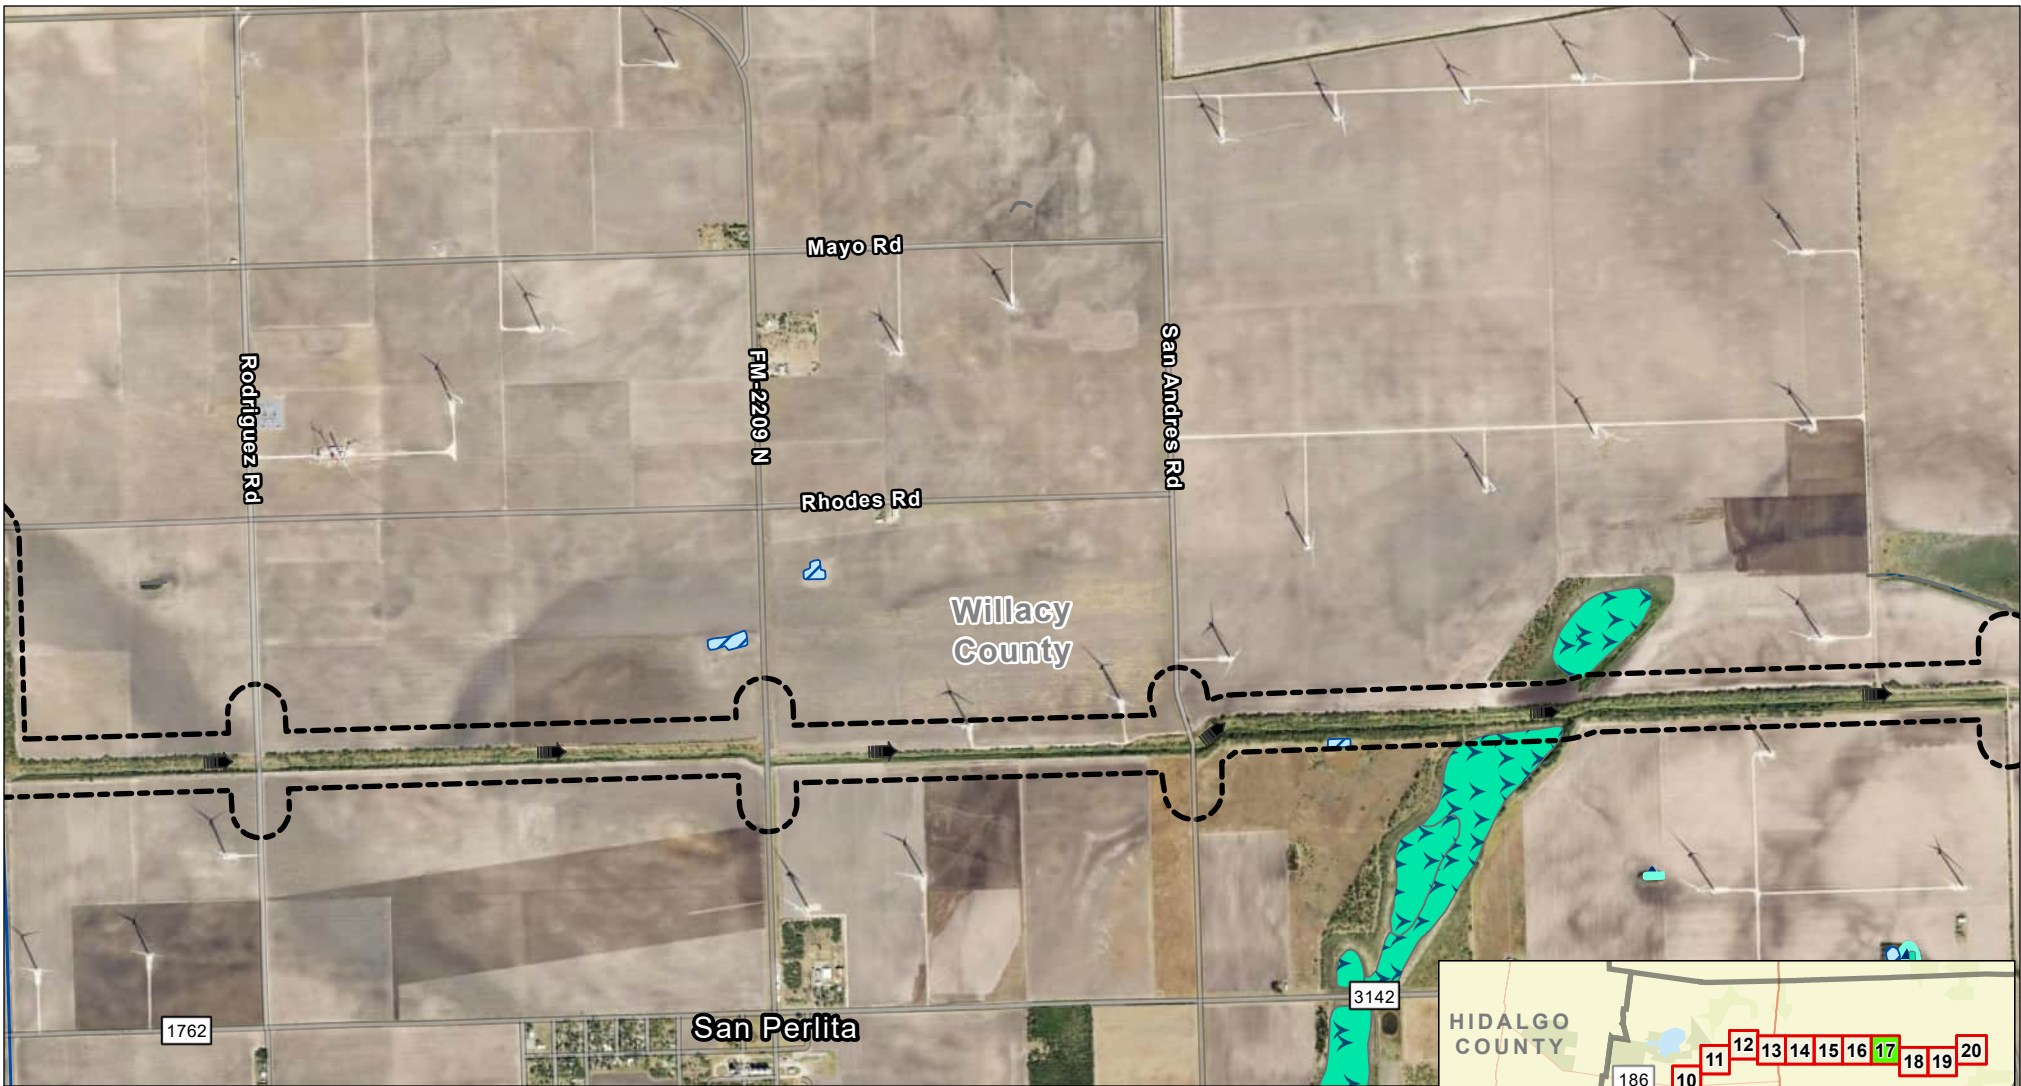 Mayo Rd
Rodriguez Rd
FM-2209 N
San Andres Rd
Rhodes Rd
Willacy
County
3142
1762
San Perlita
HIDALGO
COUNTY
186
10
11
12
13
14
15
16
17
18
19
20